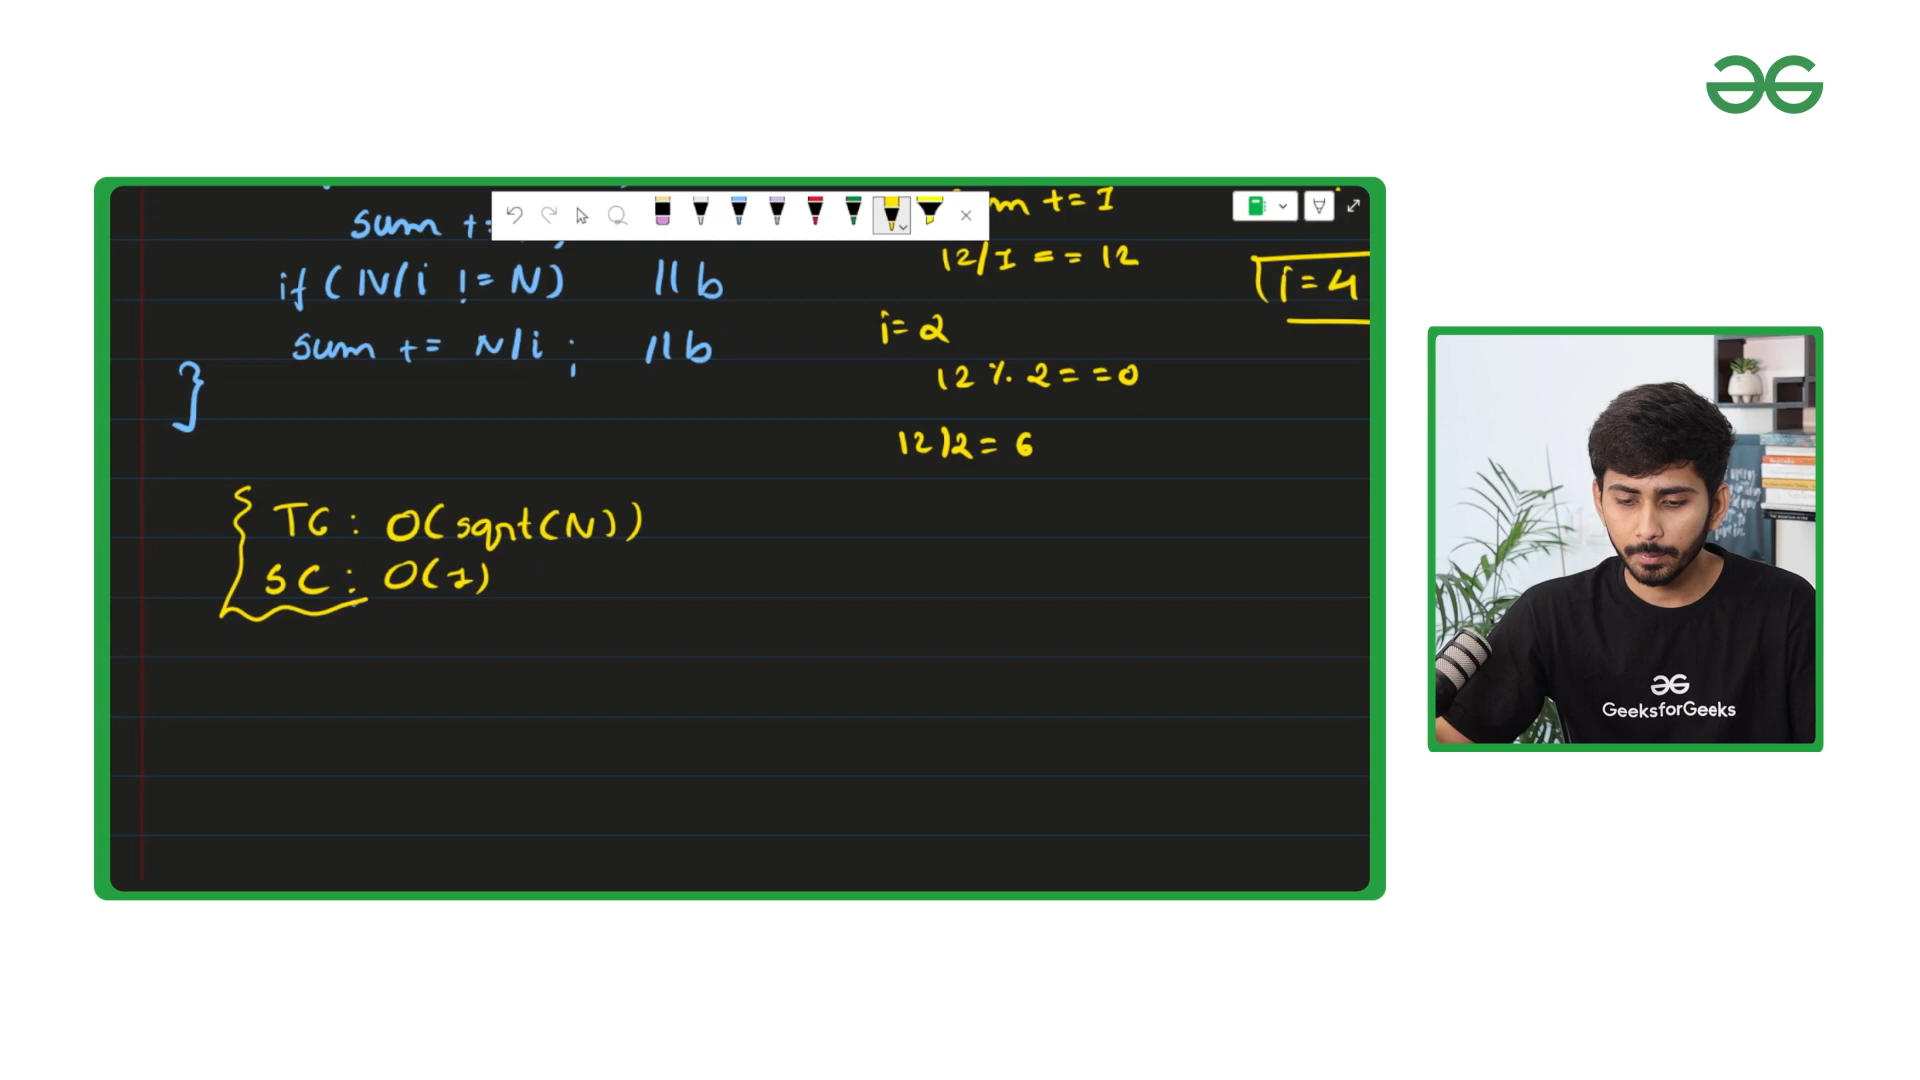 sum +=
if (N/i != N) // b
sum += N/i ; // b
}
TC : O(sqrt(N))
SC : O(1)
+= 1
12/1 = = 12
i = 2
12 % 2 = = 0
12/2 = 6
i = 4
GeeksforGeeks